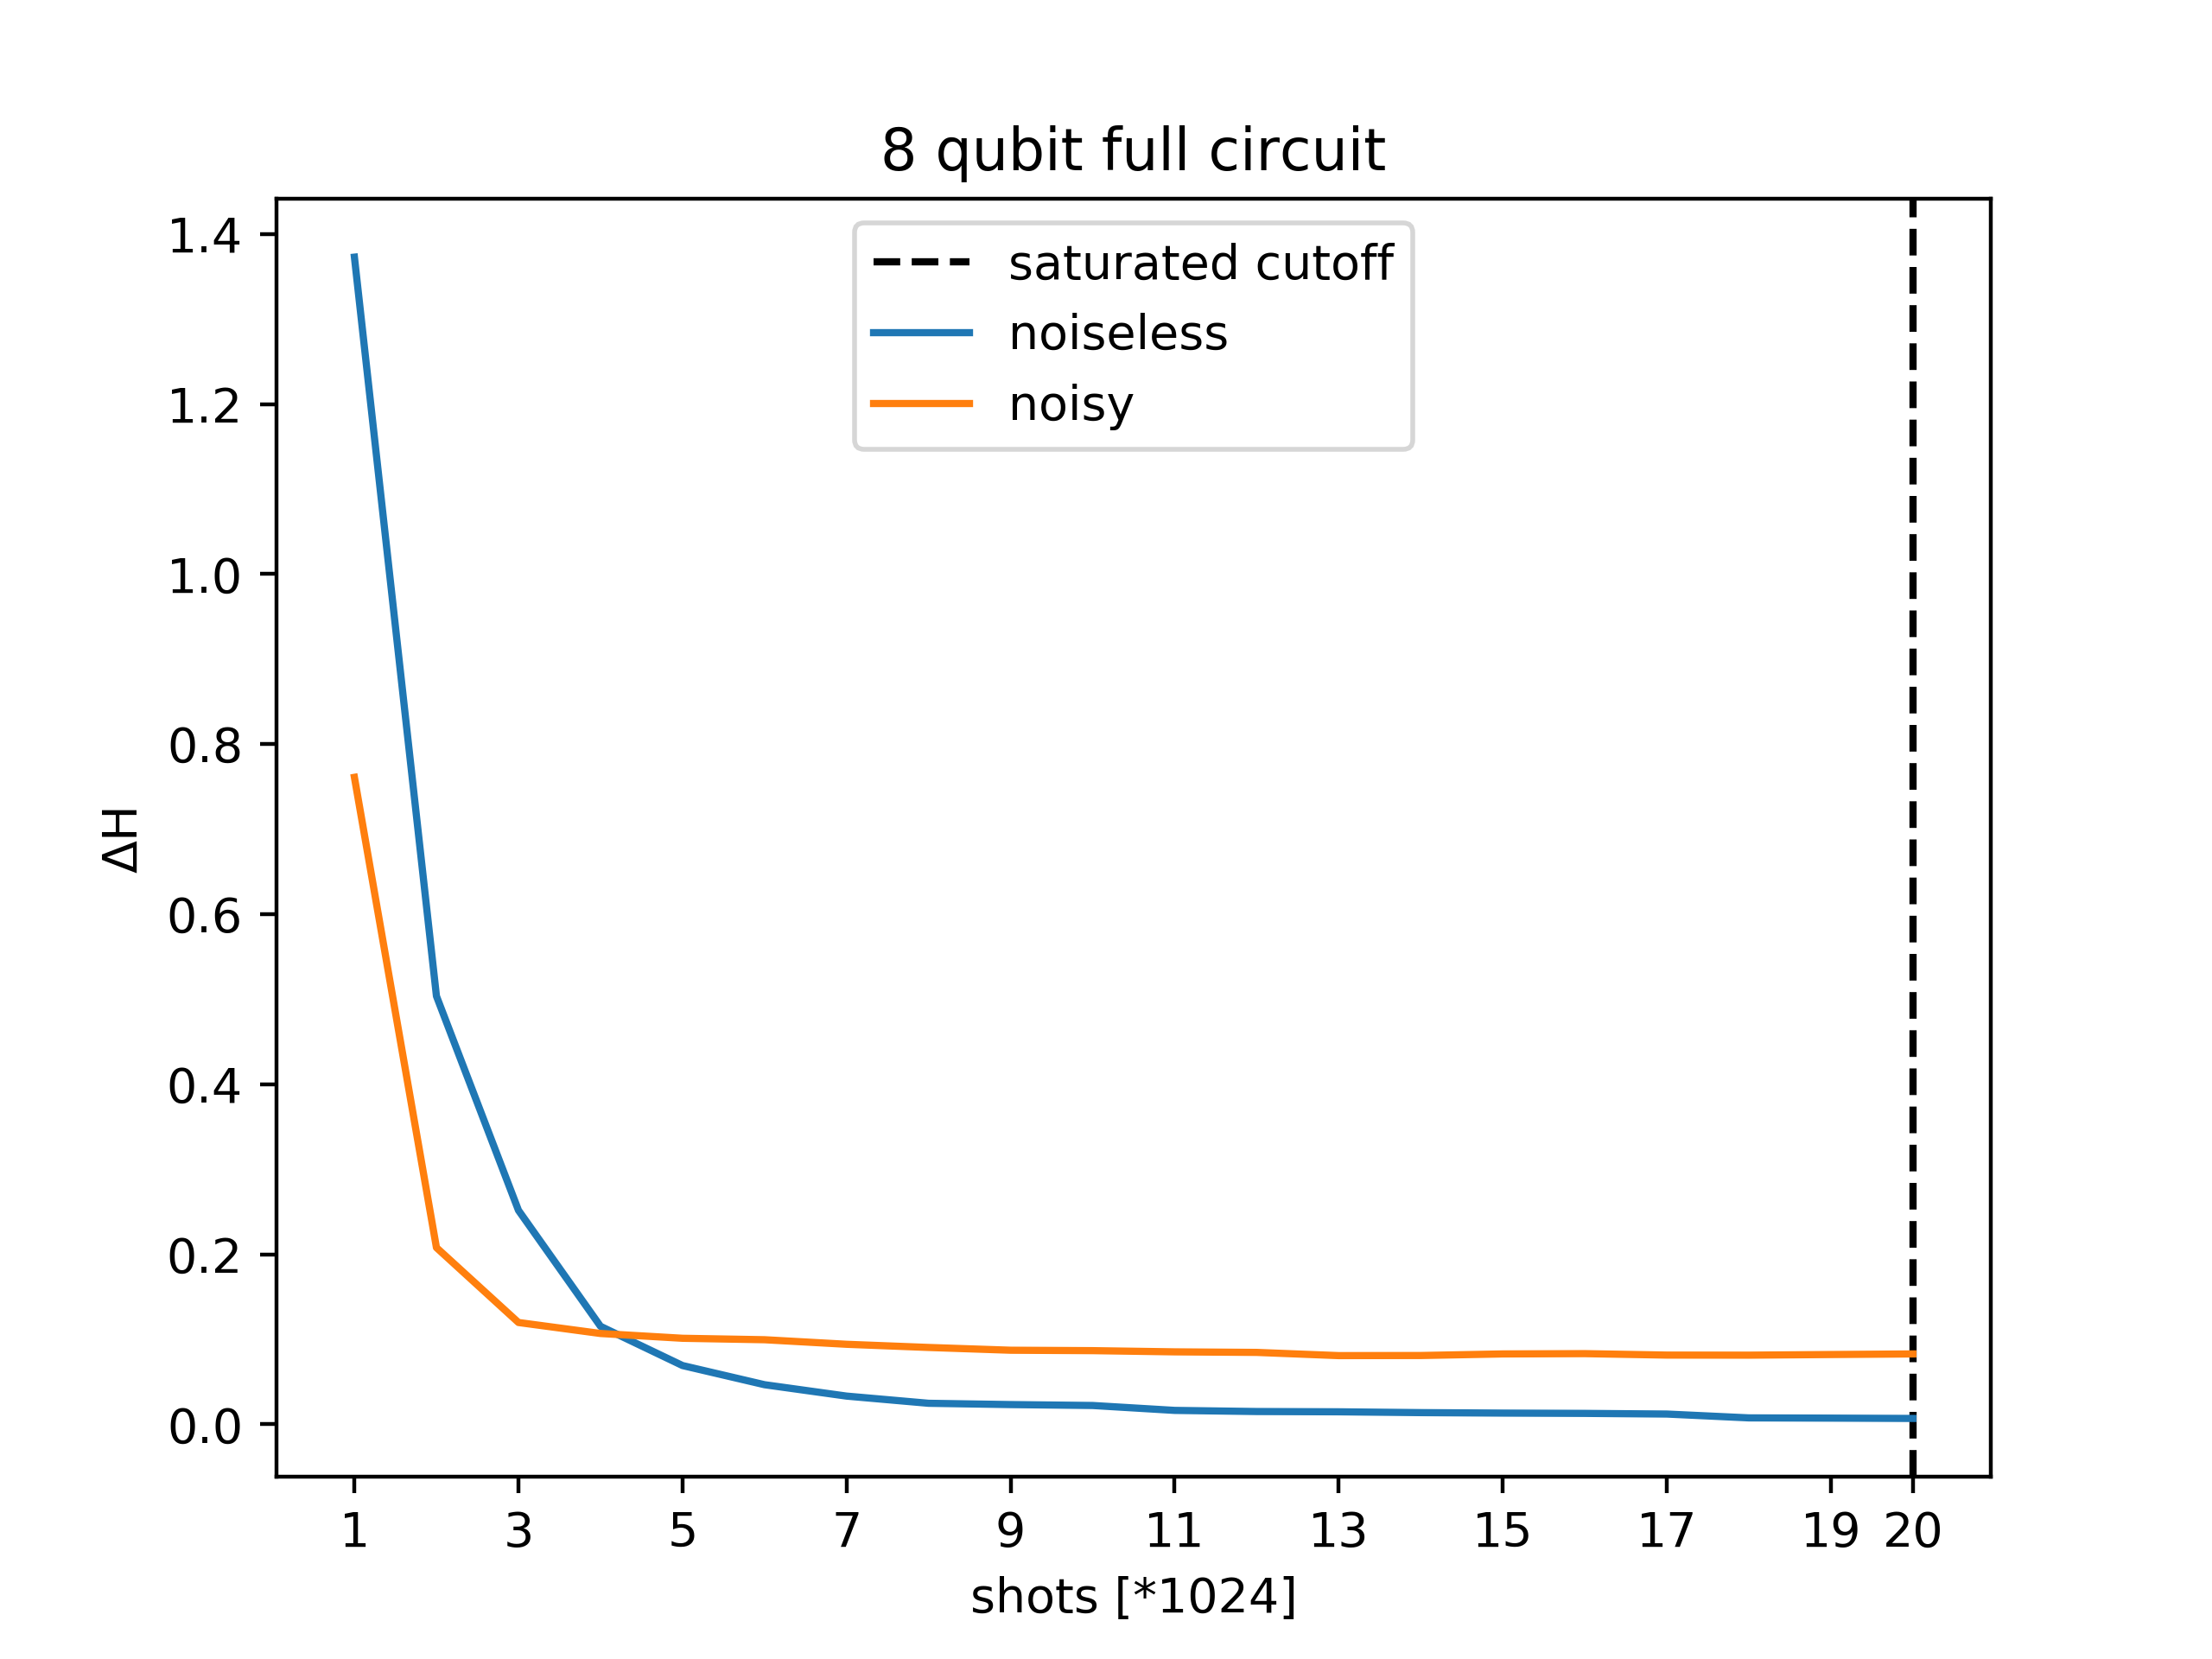 8 qubit full circuit
saturated cutoff
noiseless
noisy
1.4
1.2
1.0
0.8
0.6
0.4
0.2
0.0
ΔH
1 3 5 7 9 11 13 15 17 19 20
shots [*1024]